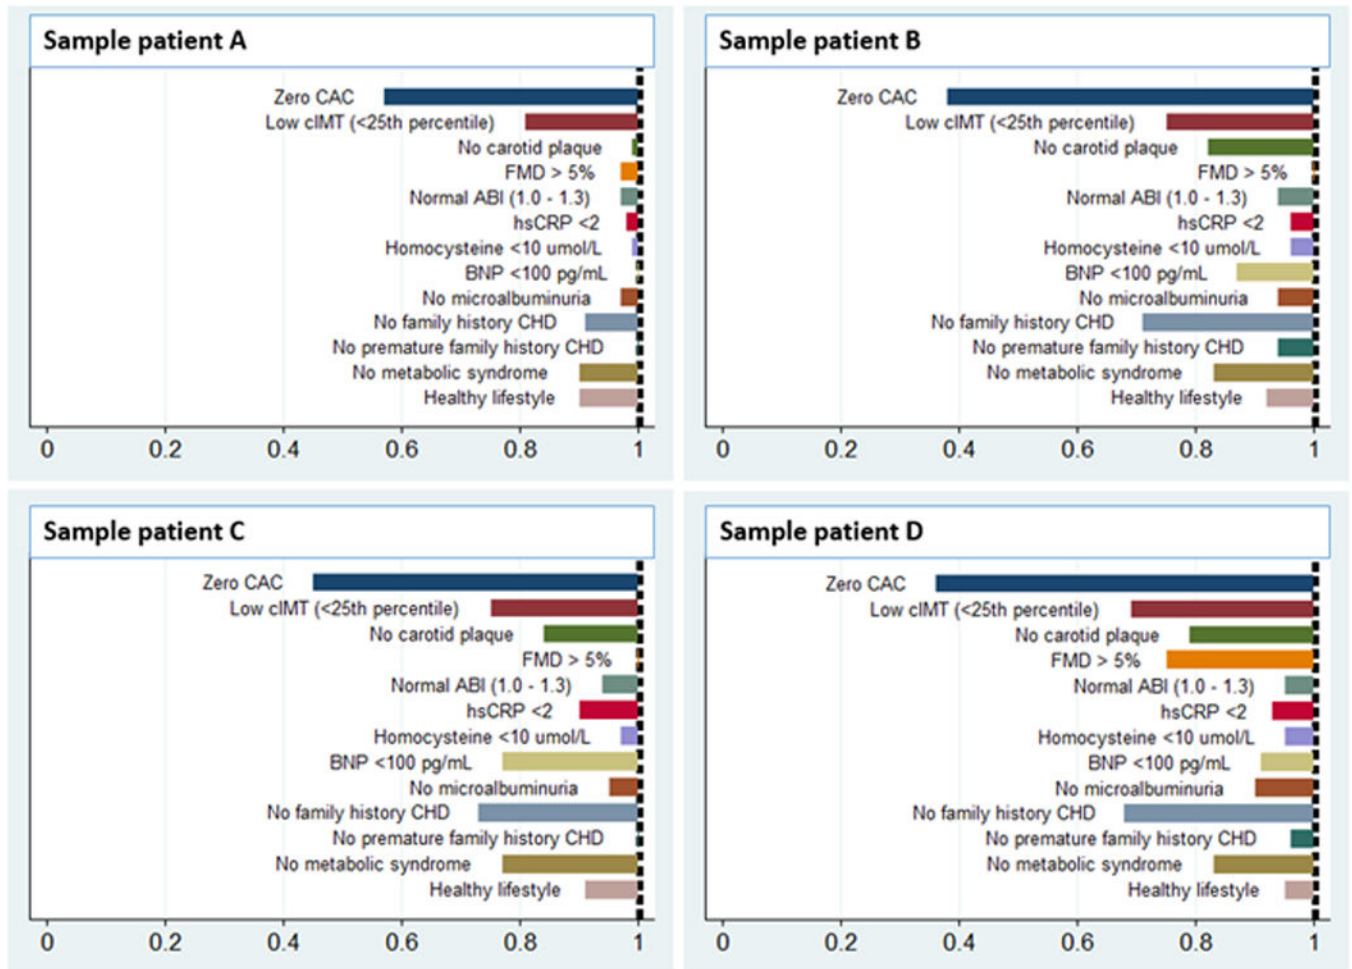 Sample patient A
Zero CAC
Low cIMT (<25th percentile)
No carotid plaque
FMD > 5%
Normal ABI (1.0 - 1.3)
hsCRP <2
Homocysteine <10 umol/L
BNP <100 pg/mL
No microalbuminuria
No family history CHD
No premature family history CHD
No metabolic syndrome
Healthy lifestyle
0 0.2 0.4 0.6 0.8 1
Sample patient B
Zero CAC
Low cIMT (<25th percentile)
No carotid plaque
FMD > 5%
Normal ABI (1.0 - 1.3)
hsCRP <2
Homocysteine <10 umol/L
BNP <100 pg/mL
No microalbuminuria
No family history CHD
No premature family history CHD
No metabolic syndrome
Healthy lifestyle
0 0.2 0.4 0.6 0.8 1
Sample patient C
Zero CAC
Low cIMT (<25th percentile)
No carotid plaque
FMD > 5%
Normal ABI (1.0 - 1.3)
hsCRP <2
Homocysteine <10 umol/L
BNP <100 pg/mL
No microalbuminuria
No family history CHD
No premature family history CHD
No metabolic syndrome
Healthy lifestyle
0 0.2 0.4 0.6 0.8 1
Sample patient D
Zero CAC
Low cIMT (<25th percentile)
No carotid plaque
FMD > 5%
Normal ABI (1.0 - 1.3)
hsCRP <2
Homocysteine <10 umol/L
BNP <100 pg/mL
No microalbuminuria
No family history CHD
No premature family history CHD
No metabolic syndrome
Healthy lifestyle
0 0.2 0.4 0.6 0.8 1